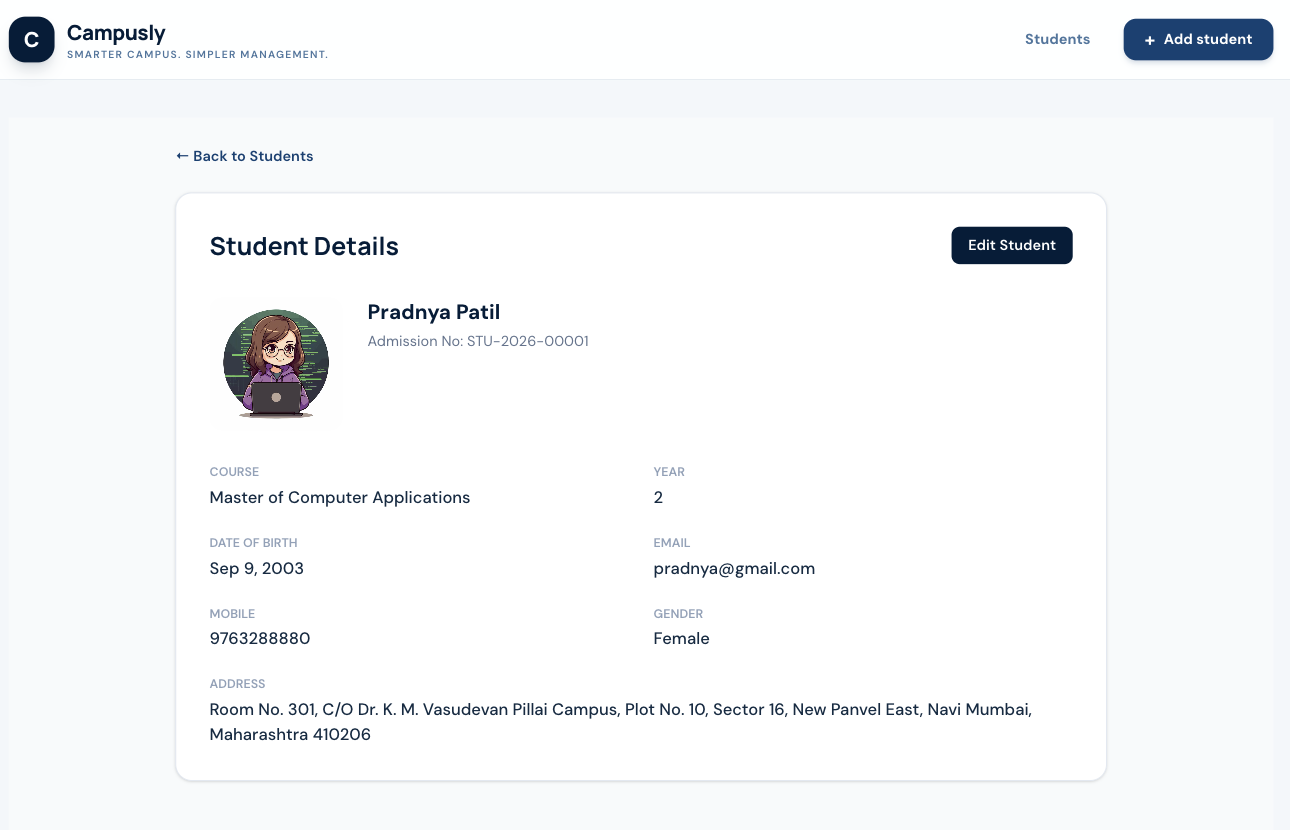 C
Campusly
SMARTER CAMPUS. SIMPLER MANAGEMENT.
Students
+ Add student
← Back to Students
Student Details
Edit Student
Pradnya Patil
Admission No: STU-2026-00001
COURSE
Master of Computer Applications
YEAR
2
DATE OF BIRTH
Sep 9, 2003
EMAIL
pradnya@gmail.com
MOBILE
9763288880
GENDER
Female
ADDRESS
Room No. 301, C/O Dr. K. M. Vasudevan Pillai Campus, Plot No. 10, Sector 16, New Panvel East, Navi Mumbai,
Maharashtra 410206